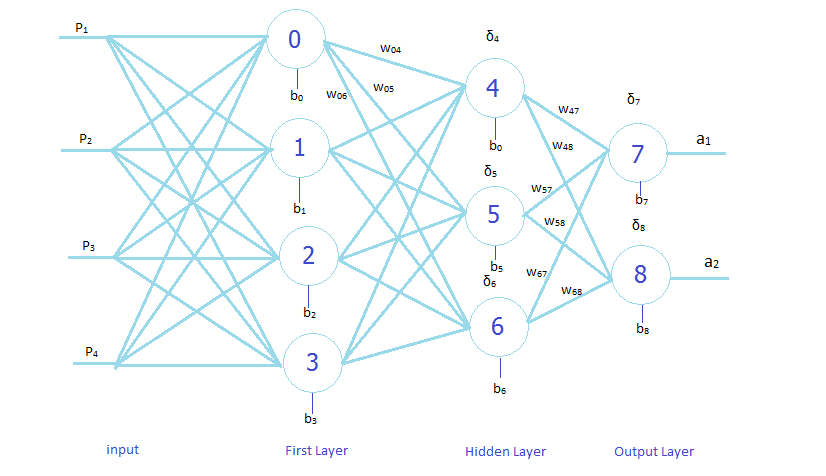 P₁
0
b₀
w₀₄
w₀₅
w₀₆
δ₄
4
b₀
w₄₇
w₄₈
δ₇
7
b₇
a₁
P₂
1
b₁
δ₅
5
b₅
w₅₇
w₅₈
δ₈
8
b₈
a₂
P₃
2
b₂
δ₆
6
b₆
w₆₇
w₆₈
P₄
3
b₃
input
First Layer
Hidden Layer
Output Layer